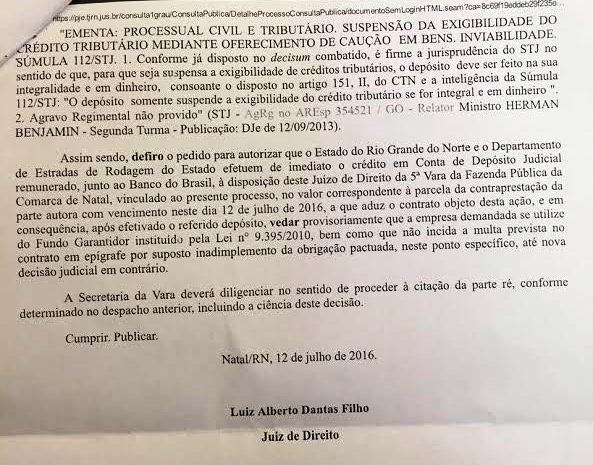 https://pje.tjrn.jus.br/consulta1grau/ConsultaPublica/DetalheProcessoConsultaPublica/documentoSemLoginHTML.seam?ca=8c69f19eddeb29f235o...
"EMENTA: PROCESSUAL CIVIL E TRIBUTÁRIO. SUSPENSÃO DA EXIGIBILIDADE DO
CRÉDITO TRIBUTÁRIO MEDIANTE OFERECIMENTO DE CAUÇÃO EM BENS. INVIABILIDADE.
SÚMULA 112/STJ. 1. Conforme já disposto no decisum combatido, é firme a jurisprudência do STJ no
sentido de que, para que seja suspensa a exigibilidade de créditos tributários, o depósito deve ser feito na sua
integralidade e em dinheiro, consoante o disposto no artigo 151, II, do CTN e a inteligência da Súmula
112/STJ: "O depósito somente suspende a exigibilidade do crédito tributário se for integral e em dinheiro ".
2. Agravo Regimental não provido" (STJ - AgRg no AREsp 354521 / GO - Relator Ministro HERMAN
BENJAMIN - Segunda Turma - Publicação: DJe de 12/09/2013).
Assim sendo, defiro o pedido para autorizar que o Estado do Rio Grande do Norte e o Departamento
de Estradas de Rodagem do Estado efetuem de imediato o crédito em Conta de Depósito Judicial
remunerado, junto ao Banco do Brasil, à disposição deste Juízo de Direito da 5ª Vara da Fazenda Pública da
Comarca de Natal, vinculado ao presente processo, no valor correspondente à parcela da contraprestação da
parte autora com vencimento neste dia 12 de julho de 2016, a que aduz o contrato objeto desta ação, e em
consequência, após efetivado o referido depósito, vedar provisoriamente que a empresa demandada se utilize
do Fundo Garantidor instituído pela Lei nº 9.395/2010, bem como que não incida a multa prevista no
contrato em epígrafe por suposto inadimplemento da obrigação pactuada, neste ponto específico, até nova
decisão judicial em contrário.
A Secretaria da Vara deverá diligenciar no sentido de proceder à citação da parte ré, conforme
determinado no despacho anterior, incluindo a ciência deste decisão.
Cumprir. Publicar.
Natal/RN, 12 de julho de 2016.
Luiz Alberto Dantas Filho
Juiz de Direito